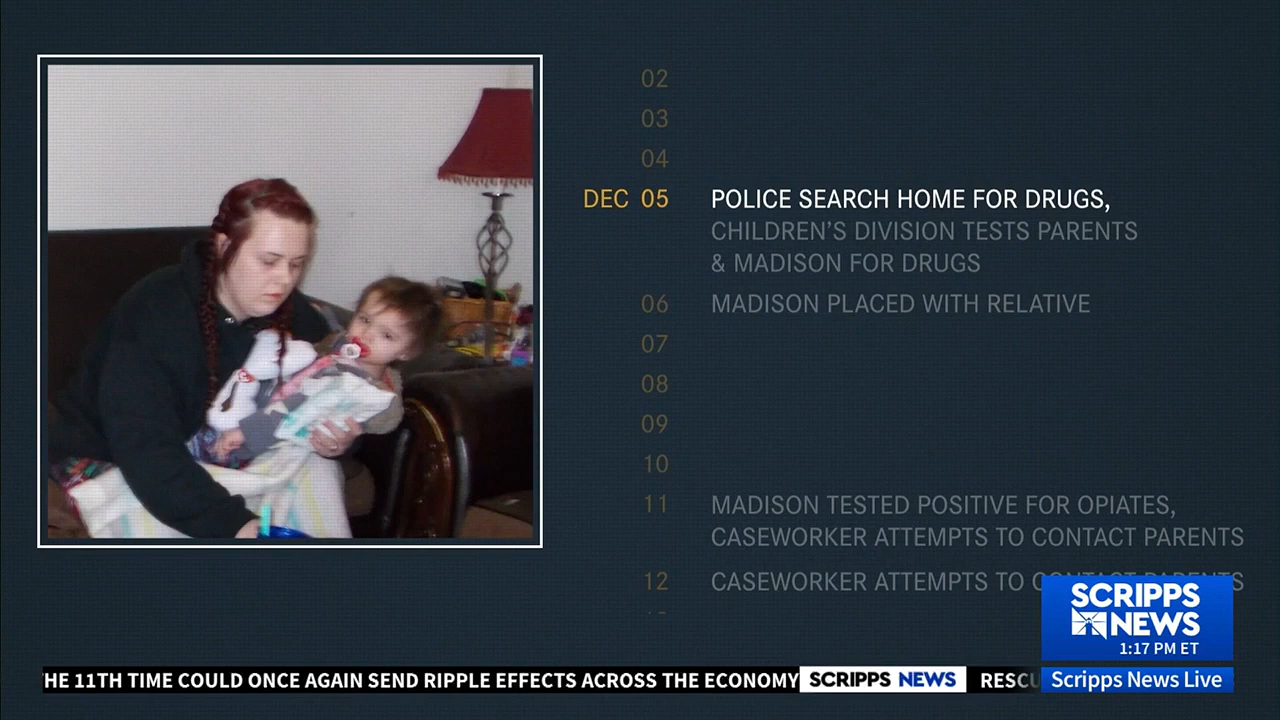 02
03
04
DEC 05 POLICE SEARCH HOME FOR DRUGS,
CHILDREN'S DIVISION TESTS PARENTS
& MADISON FOR DRUGS
06 MADISON PLACED WITH RELATIVE
07
08
09
10
11 MADISON TESTED POSITIVE FOR OPIATES,
CASEWORKER ATTEMPTS TO CONTACT PARENTS
12 CASEWORKER ATTEMPTS TO CONTACT PARENTS
SCRIPPS
NEWS
1:17 PM ET
HE 11TH TIME COULD ONCE AGAIN SEND RIPPLE EFFECTS ACROSS THE ECONOMY SCRIPPS NEWS
Scripps News Live